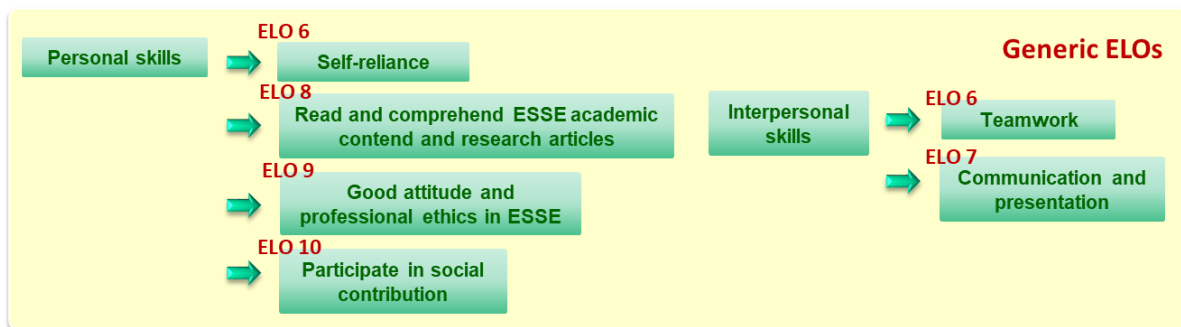 Generic ELOs
Personal skills
ELO 6
Self-reliance
ELO 8
Read and comprehend ESSE academic
contend and research articles
ELO 9
Good attitude and
professional ethics in ESSE
ELO 10
Participate in social
contribution
Interpersonal
skills
ELO 6
Teamwork
ELO 7
Communication and
presentation